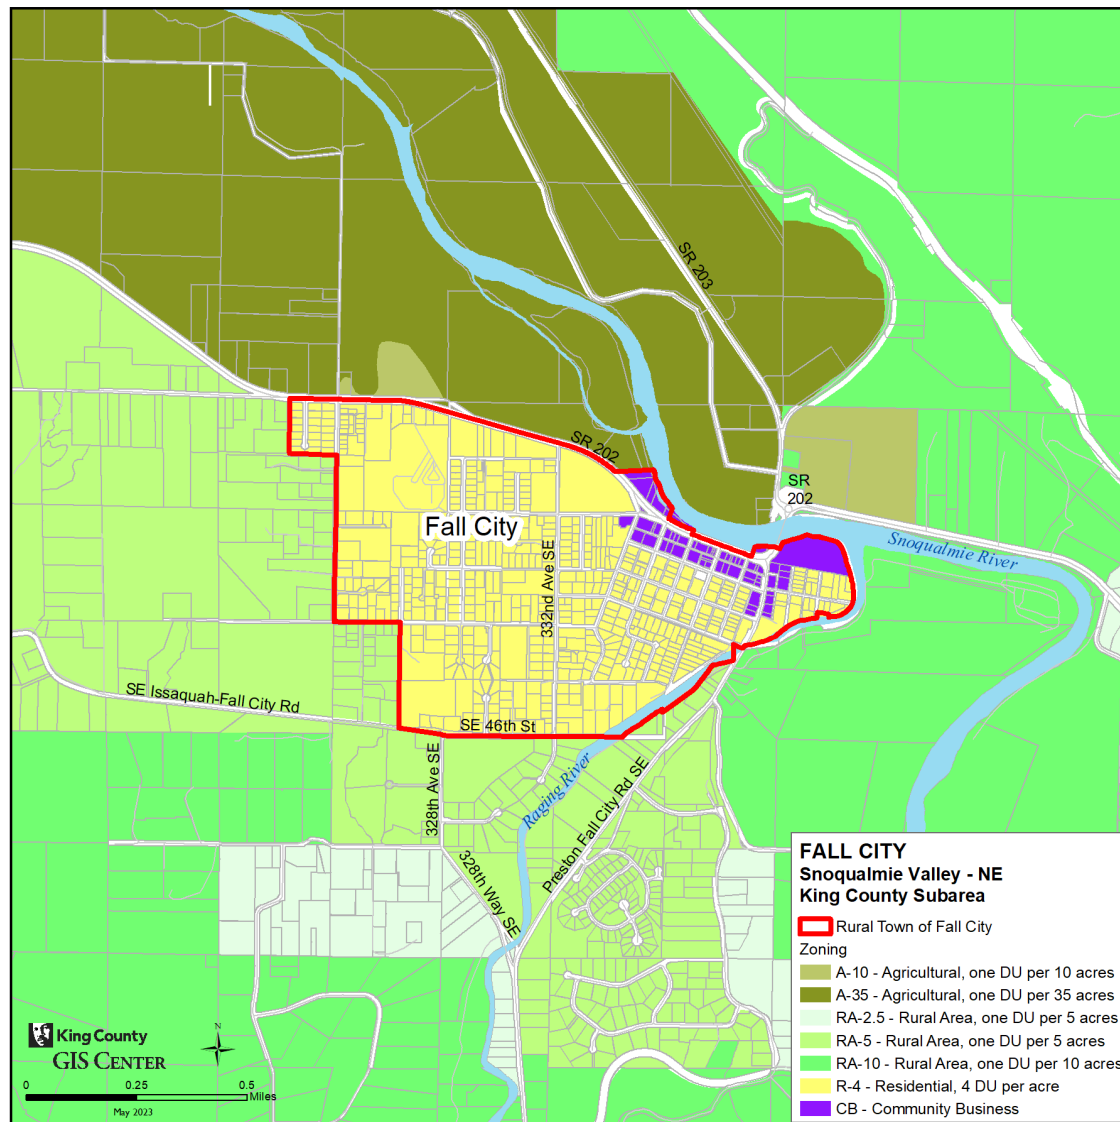 SR 203
SR 202
SR
202
Fall City
332nd Ave SE
Snoqualmie River
SE Issaquah-Fall City Rd
SE 46th St
328th Ave SE
Raging River
Preston Fall City Rd SE
328th Way SE
FALL CITY
Snoqualmie Valley - NE
King County Subarea
Rural Town of Fall City
Zoning
A-10 - Agricultural, one DU per 10 acres
A-35 - Agricultural, one DU per 35 acres
RA-2.5 - Rural Area, one DU per 5 acres
RA-5 - Rural Area, one DU per 5 acres
RA-10 - Rural Area, one DU per 10 acres
R-4 - Residential, 4 DU per acre
CB - Community Business
King County
GIS CENTER
N
0 0.25 0.5
Miles
May 2023